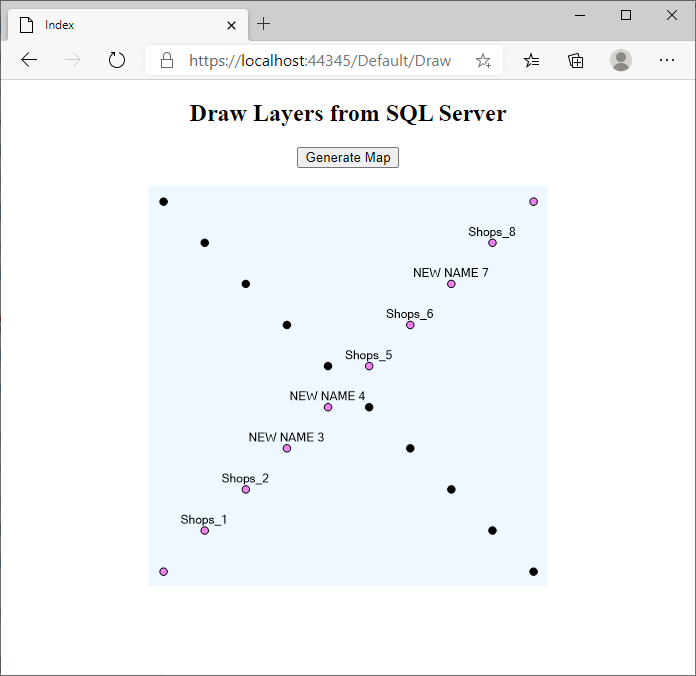 Index
https://localhost:44345/Default/Draw
Draw Layers from SQL Server
Generate Map
Shops_8
NEW NAME 7
Shops_6
Shops_5
NEW NAME 4
NEW NAME 3
Shops_2
Shops_1